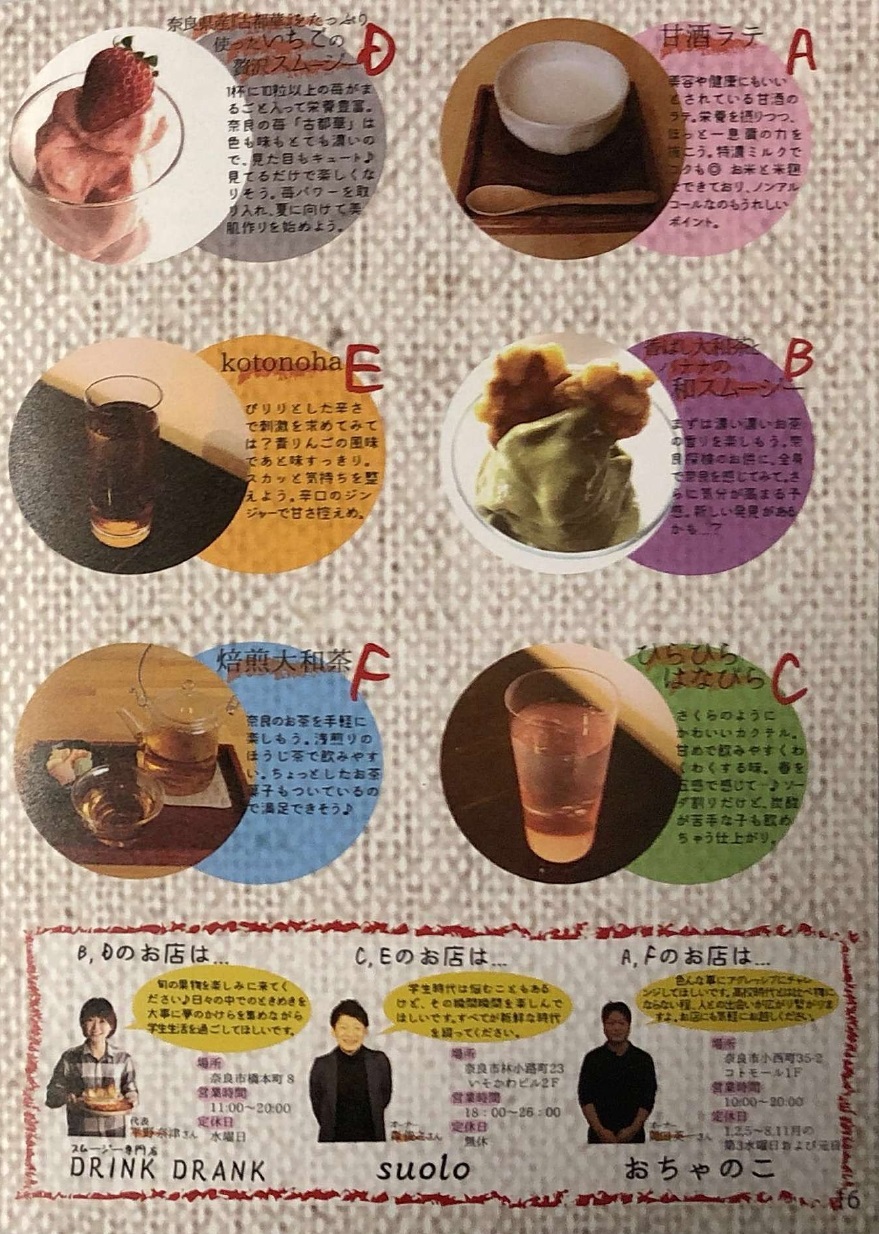 奈良県産「古都華」をたっぷり
使ったいちごの
贅沢スムージー
D
1杯に10粒以上の苺がま
るごと入って栄養豊富。
奈良の苺「古都華」は
色も味もとても濃いの
で、見た目もキュート♪
見てるだけで楽しくな
りそう。苺パワーを取
り入れ、夏に向けて美
肌作りを始めよう。
甘酒ラテ
A
美容や健康にもいい
とされている甘酒の
ラテ。栄養を摂りつつ、
ほっと一息夏の力を
抜こう。特濃ミルクで
コクも◎ お米と米麹
でできており、ノンアル
コールなのもうれしい
ポイント。
kotonoha
E
ぴりりとした辛さ
で刺激を求めてみて
は?青りんごの風味
であと味すっきり。
スカッと気持ちを整
えよう。辛口のジン
ジャーで甘さ控えめ。
香ばし大和茶と
バナナの
和スムージー
B
まずは濃い濃いお茶
の香りを楽しもう。奈
良探検のお供に、全身
で奈良を感じてみて。さ
らに気分が高まる予
感。新しい発見がある
かも…?
焙煎大和茶
F
奈良のお茶を手軽に
楽しもう。浅煎りの
ほうじ茶で飲みやす
い。ちょっとしたお茶
菓子もついているの
で満足できそう♪
ひらひら
はなびら
C
さくらのように
かわいいカクテル。
甘めで飲みやすくわ
くわくする味。春を
五感で感じて…♪ソー
ダ割りだけど、炭酸
が苦手な子も飲め
ちゃう仕上がり。
B,Dのお店は…
旬の果物を楽しみに来てく
ださい♪日々の中でのときめきを
大事に夢のかけらを集めながら
学生生活を過ごしてほしいです。
場所
奈良市橋本町8
営業時間
11:00~20:00
定休日
水曜日
代表
平野奈津さん
スムージー専門店
DRINK DRANK
C,Eのお店は…
学生時代は悩むこともある
けど、その瞬間瞬間を楽しんで
ほしいです。すべてが新鮮な時代
を綴ってください。
場所
奈良市林小路町23
いそかわビル2F
営業時間
18:00~26:00
定休日
無休
オーナー
さん
suolo
A,Fのお店は…
色んな事にアグレッシブにチャレ
ンジしてほしいです。高校時代とは比べ物に
ならない程、人との出会いが広がり繋がりま
すよ。お店にも気軽にお越しください。
場所
奈良市小西町35-2
コトモール1F
営業時間
10:00~20:00
定休日
1,2,5~8,11月の
第3水曜日および元日
オーナー
さん
おちゃのこ
16